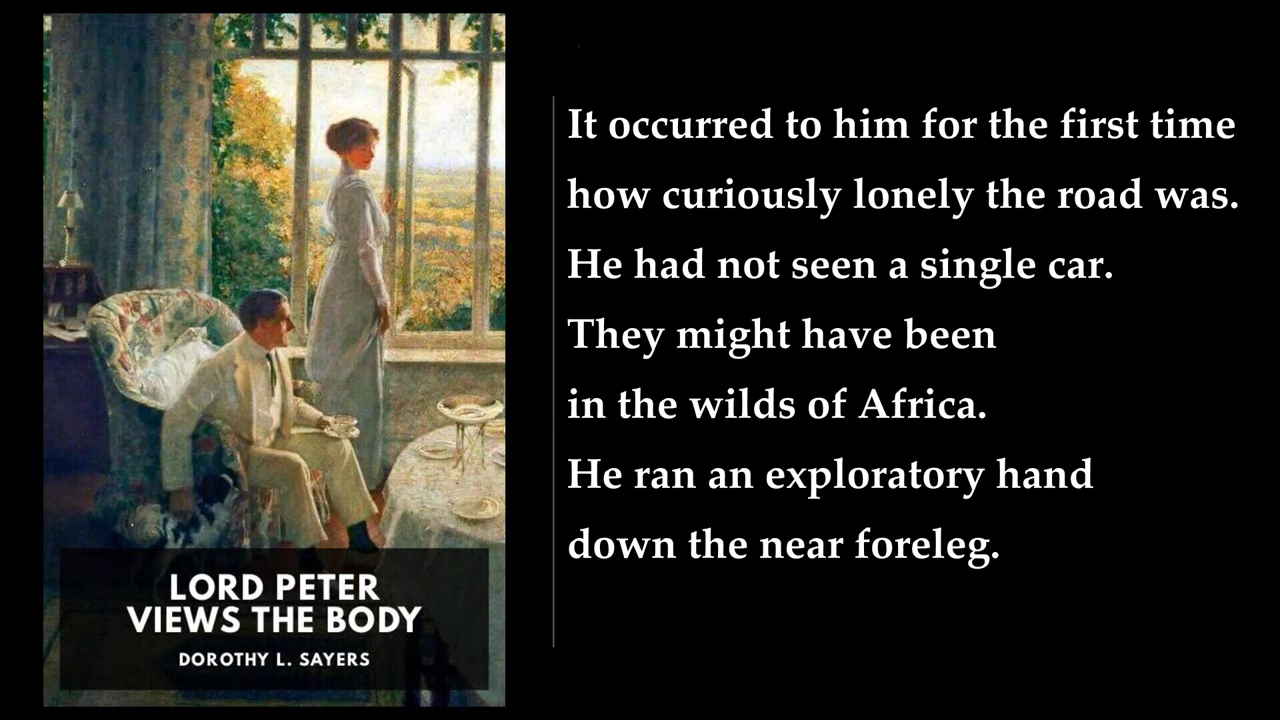 It occurred to him for the first time
how curiously lonely the road was.
He had not seen a single car.
They might have been
in the wilds of Africa.
He ran an exploratory hand
down the near foreleg.
LORD PETER
VIEWS THE BODY
DOROTHY L. SAYERS